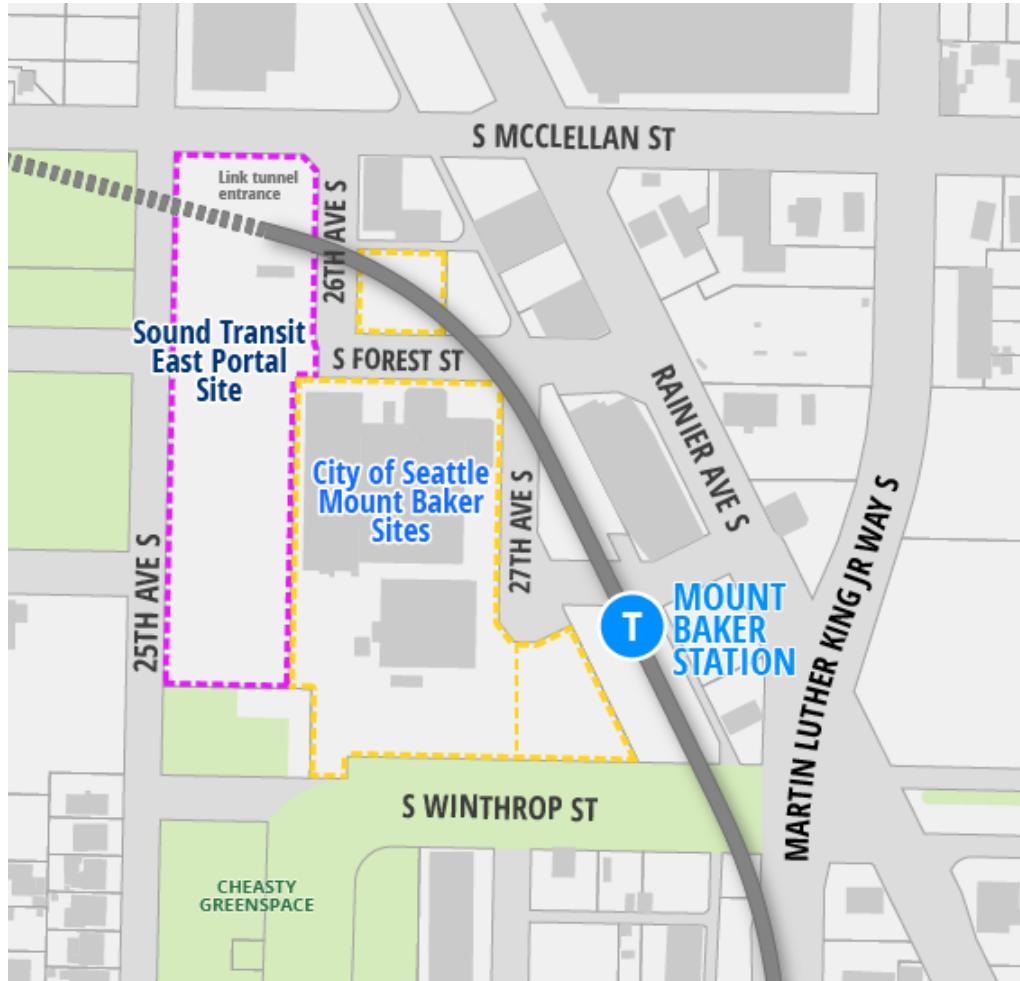 S MCCLELLAN ST
Link tunnel
entrance
26TH AVE S
Sound Transit
East Portal
Site
S FOREST ST
RAINIER AVE S
City of Seattle
Mount Baker
Sites
27TH AVE S
25TH AVE S
T
MOUNT
BAKER
STATION
MARTIN LUTHER KING JR WAY S
S WINTHROP ST
CHEASTY
GREENSPACE